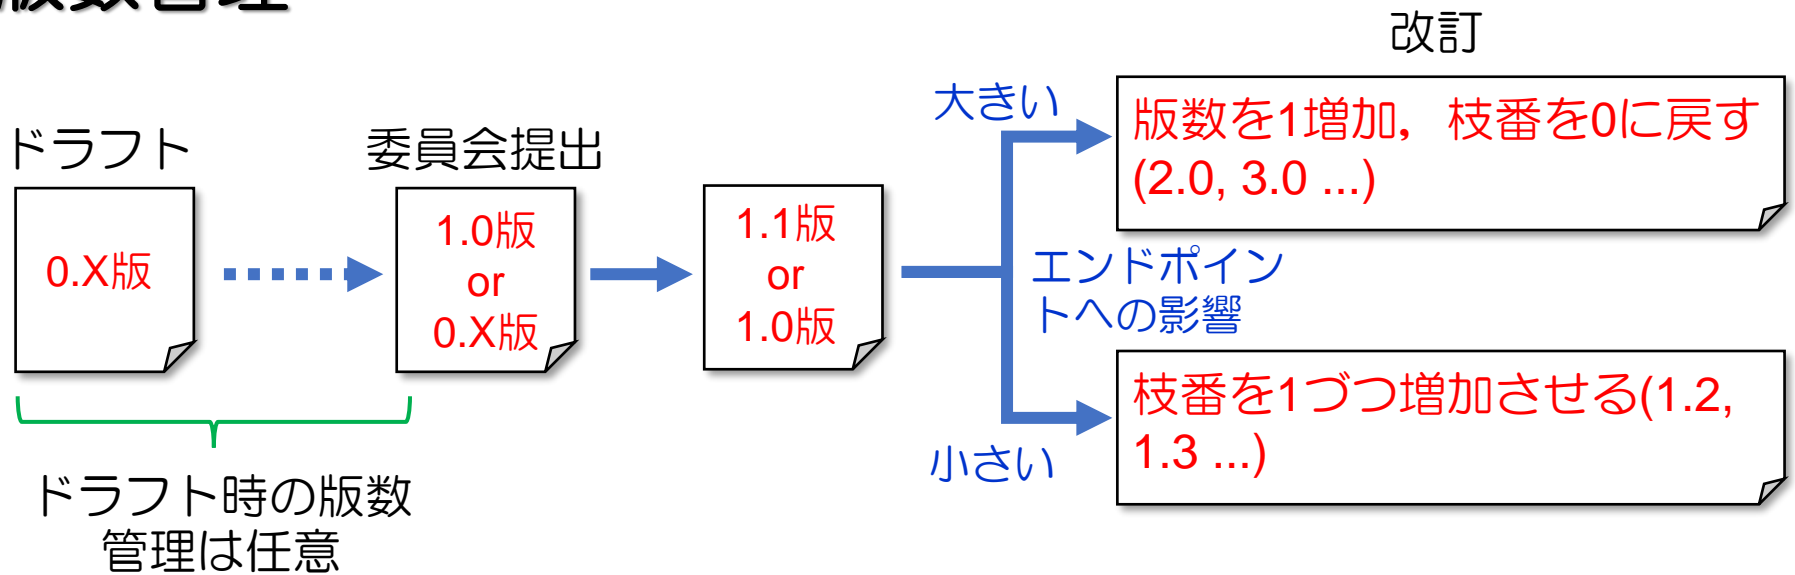 版数管理
改訂
ドラフト
0.X版
委員会提出
1.0版
or
0.X版
1.1版
or
1.0版
大きい
エンドポイン
トへの影響
小さい
版数を1増加，枝番を0に戻す
(2.0, 3.0 ...)
枝番を1づつ増加させる(1.2,
1.3 ...)
ドラフト時の版数
管理は任意